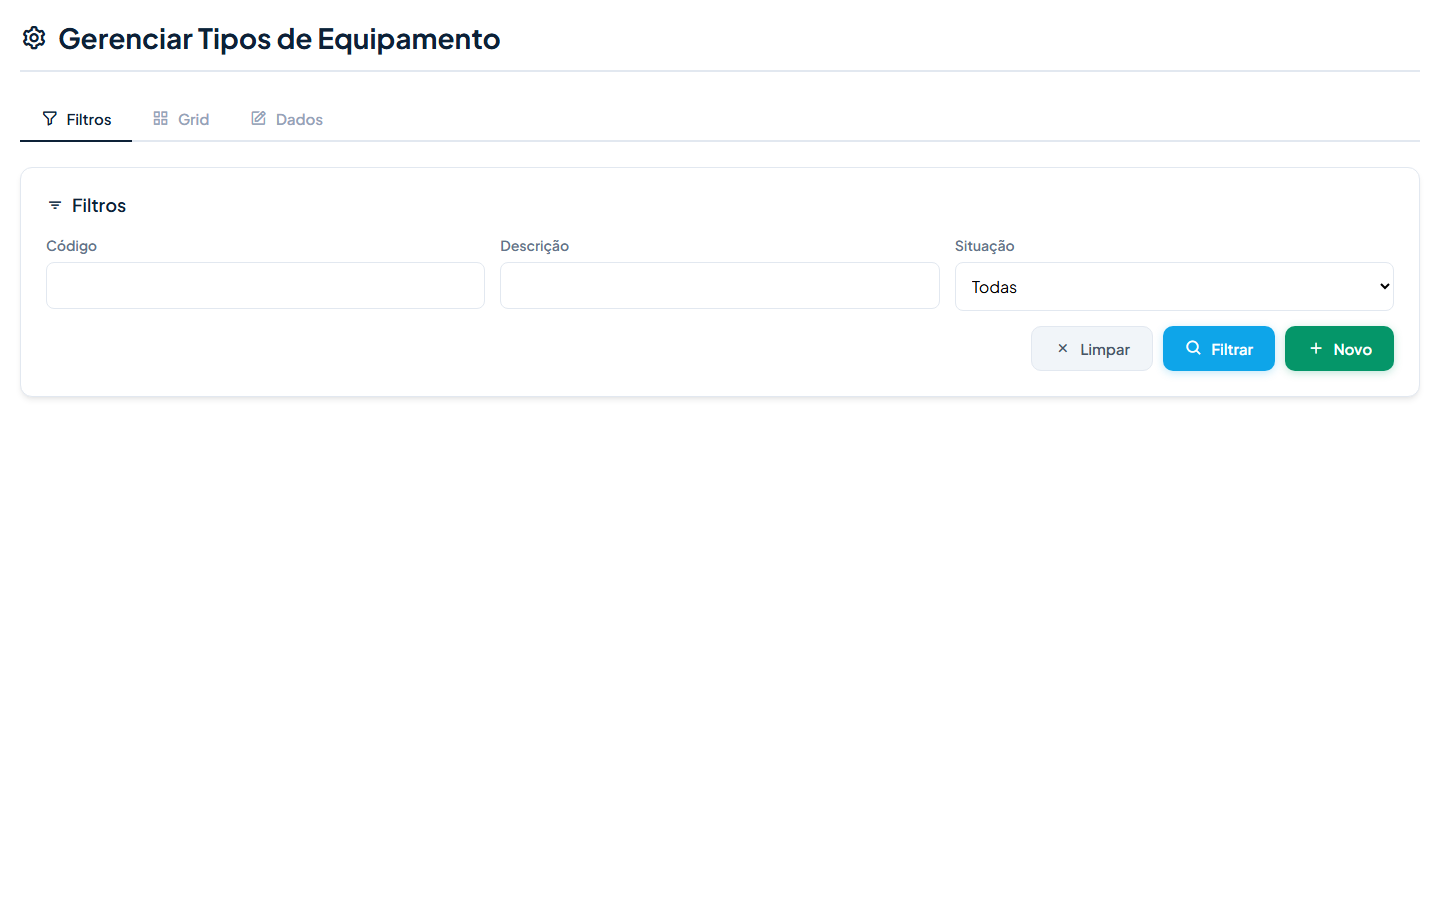 Gerenciar Tipos de Equipamento
Filtros Grid Dados
Filtros
Código Descrição Situação
Todas
Limpar Filtrar Novo